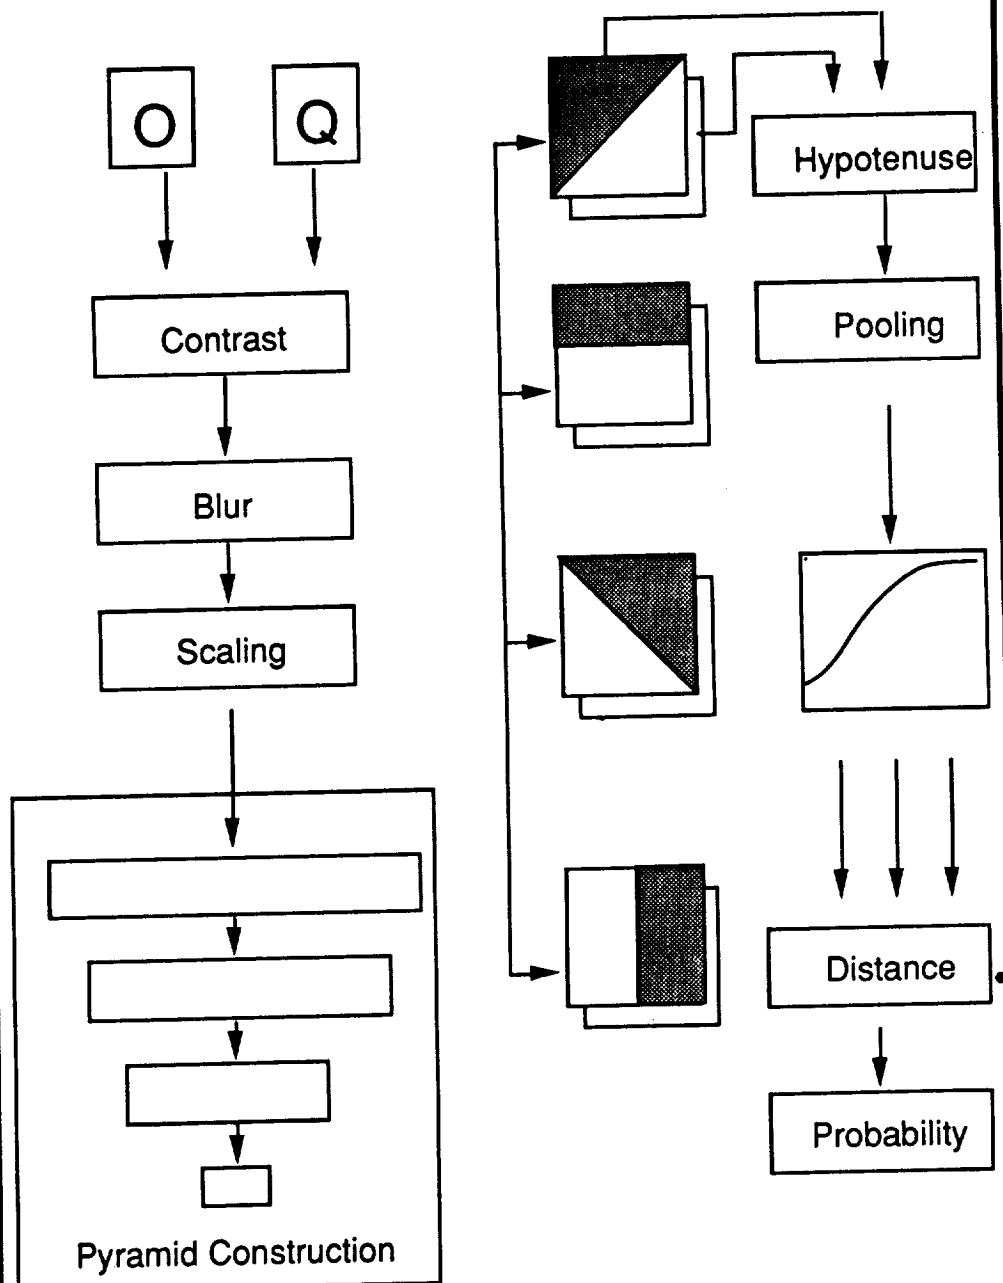 O
Q
Contrast
Blur
Scaling
Pyramid Construction
Hypotenuse
Pooling
Distance
Probability